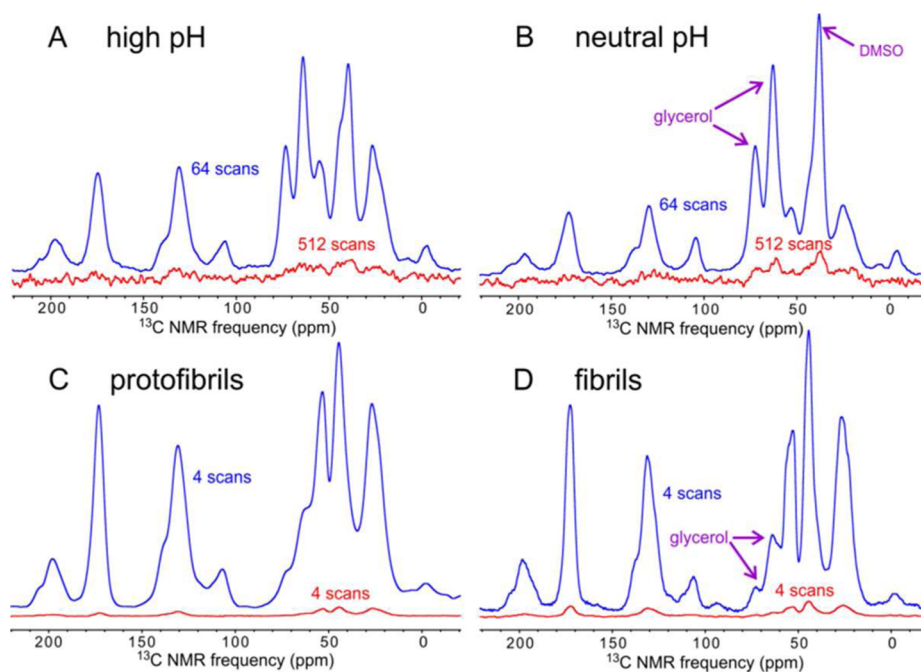 A high pH
64 scans
512 scans
200 150 100 50 0
¹³C NMR frequency (ppm)
B neutral pH
DMSO
glycerol
64 scans
512 scans
200 150 100 50 0
¹³C NMR frequency (ppm)
C protofibrils
4 scans
4 scans
200 150 100 50 0
¹³C NMR frequency (ppm)
D fibrils
4 scans
glycerol
4 scans
200 150 100 50 0
¹³C NMR frequency (ppm)